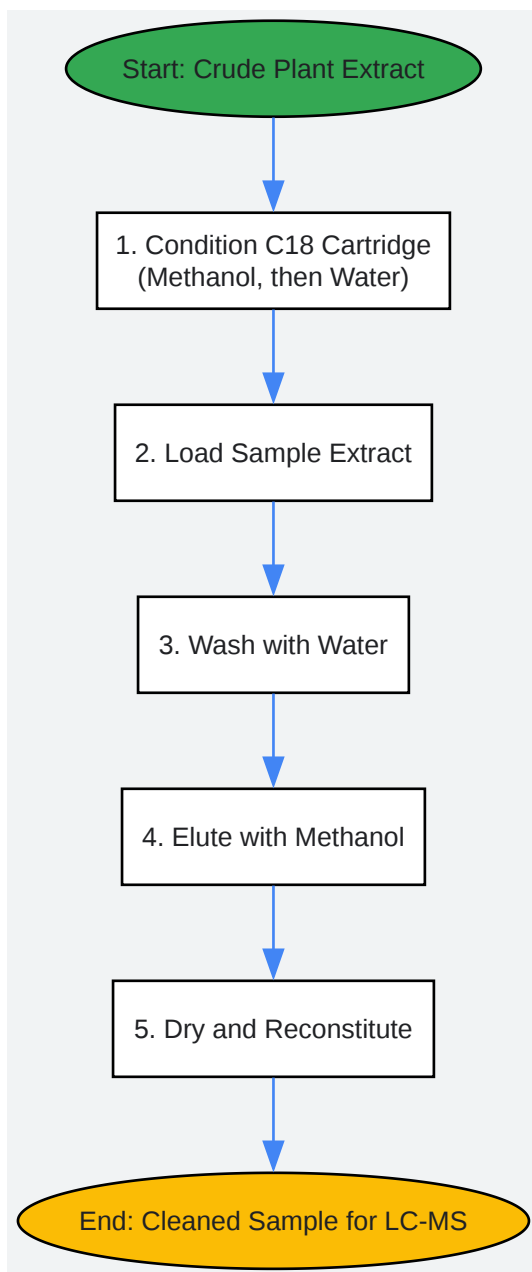 Start: Crude Plant Extract
1. Condition C18 Cartridge
(Methanol, then Water)
2. Load Sample Extract
3. Wash with Water
4. Elute with Methanol
5. Dry and Reconstitute
End: Cleaned Sample for LC-MS